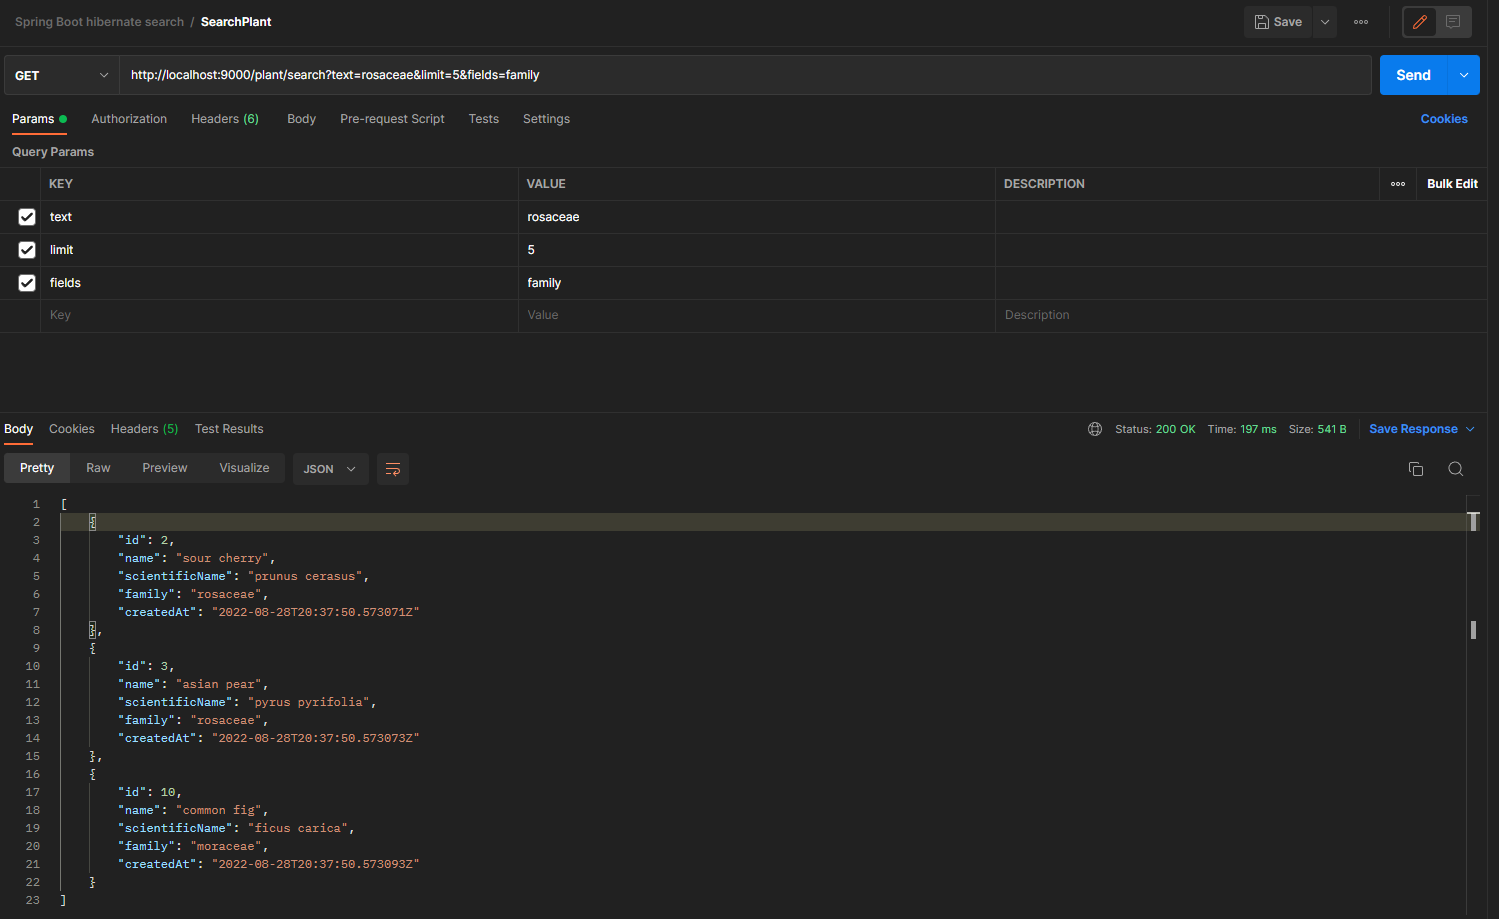 Spring Boot hibernate search / SearchPlant
Save
GET http://localhost:9000/plant/search?text=rosaceae&limit=5&fields=family Send
Params Authorization Headers (6) Body Pre-request Script Tests Settings Cookies
Query Params
KEY VALUE DESCRIPTION Bulk Edit
text rosaceae
limit 5
fields family
Key Value Description
Body Cookies Headers (5) Test Results Status: 200 OK Time: 197 ms Size: 541 B Save Response
Pretty Raw Preview Visualize JSON
1 [
2 {
3 "id": 2,
4 "name": "sour cherry",
5 "scientificName": "prunus cerasus",
6 "family": "rosaceae",
7 "createdAt": "2022-08-28T20:37:50.573071Z"
8 },
9 {
10 "id": 3,
11 "name": "asian pear",
12 "scientificName": "pyrus pyrifolia",
13 "family": "rosaceae",
14 "createdAt": "2022-08-28T20:37:50.573073Z"
15 },
16 {
17 "id": 10,
18 "name": "common fig",
19 "scientificName": "ficus carica",
20 "family": "moraceae",
21 "createdAt": "2022-08-28T20:37:50.573093Z"
22 }
23 ]